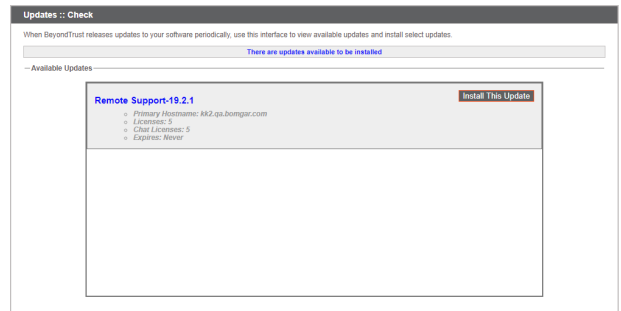 Updates :: Check
When BeyondTrust releases updates to your software periodically, use this interface to view available updates and install select updates.
There are updates available to be installed
Available Updates
Remote Support-19.2.1
Install This Update
Primary Hostname: kk2.qa.bomgar.com
Licenses: 5
Chat Licenses: 5
Expires: Never